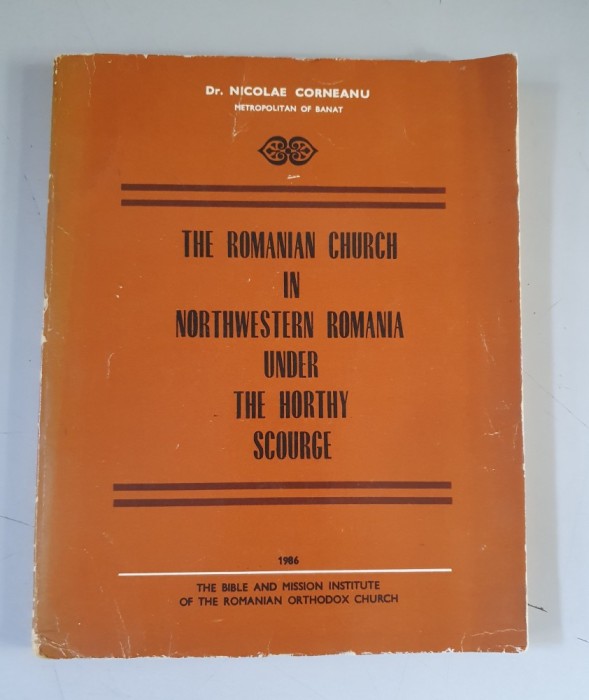 Dr. NICOLAE CORNEANU
METROPOLITAN OF BANAT
THE ROMANIAN CHURCH
IN
NORTHWESTERN ROMANIA
UNDER
THE HORTHY
SCOURGE
1986
THE BIBLE AND MISSION INSTITUTE
OF THE ROMANIAN ORTHODOX CHURCH